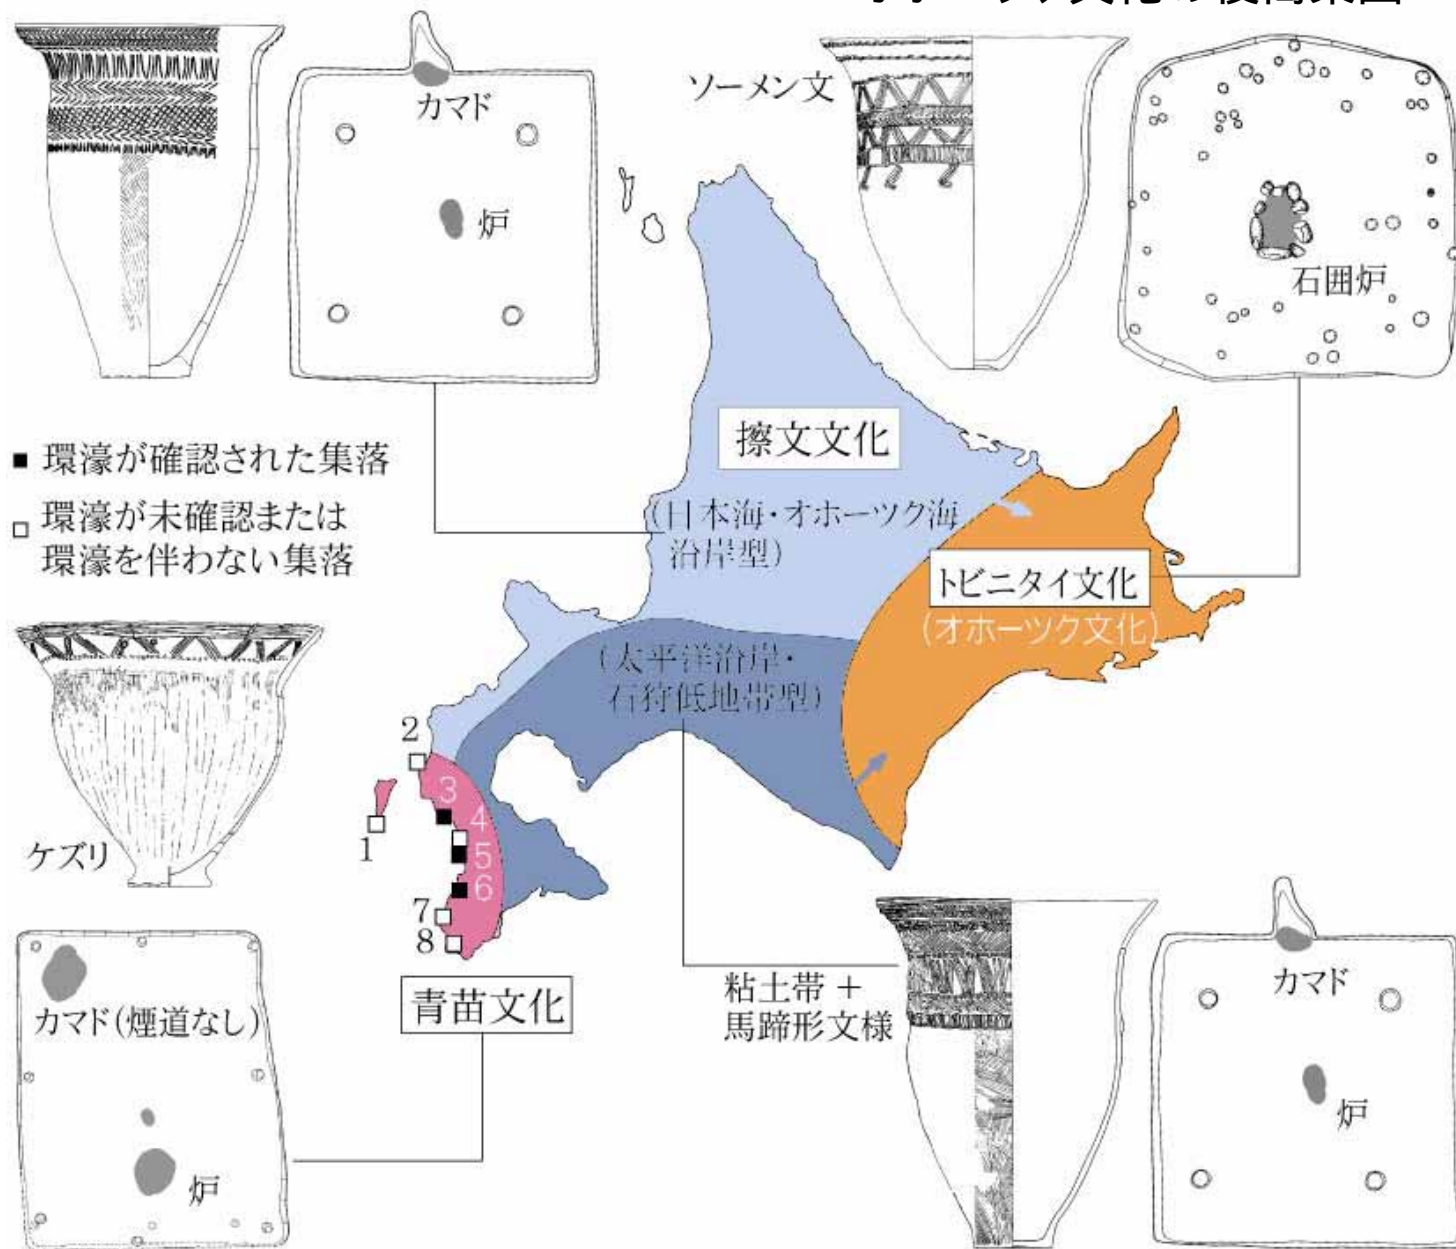 カマド
炉
ソーメン文
石囲炉
擦文文化
(日本海・オホーツク海
沿岸型)
■ 環濠が確認された集落
□ 環濠が未確認または
環濠を伴わない集落
トビニタイ文化
(オホーツク文化)
(太平洋沿岸・
石狩低地帯型)
2
3
1
4
5
6
7
8
ケズリ
青苗文化
カマド(煙道なし)
炉
粘土帯 +
馬蹄形文様
カマド
炉